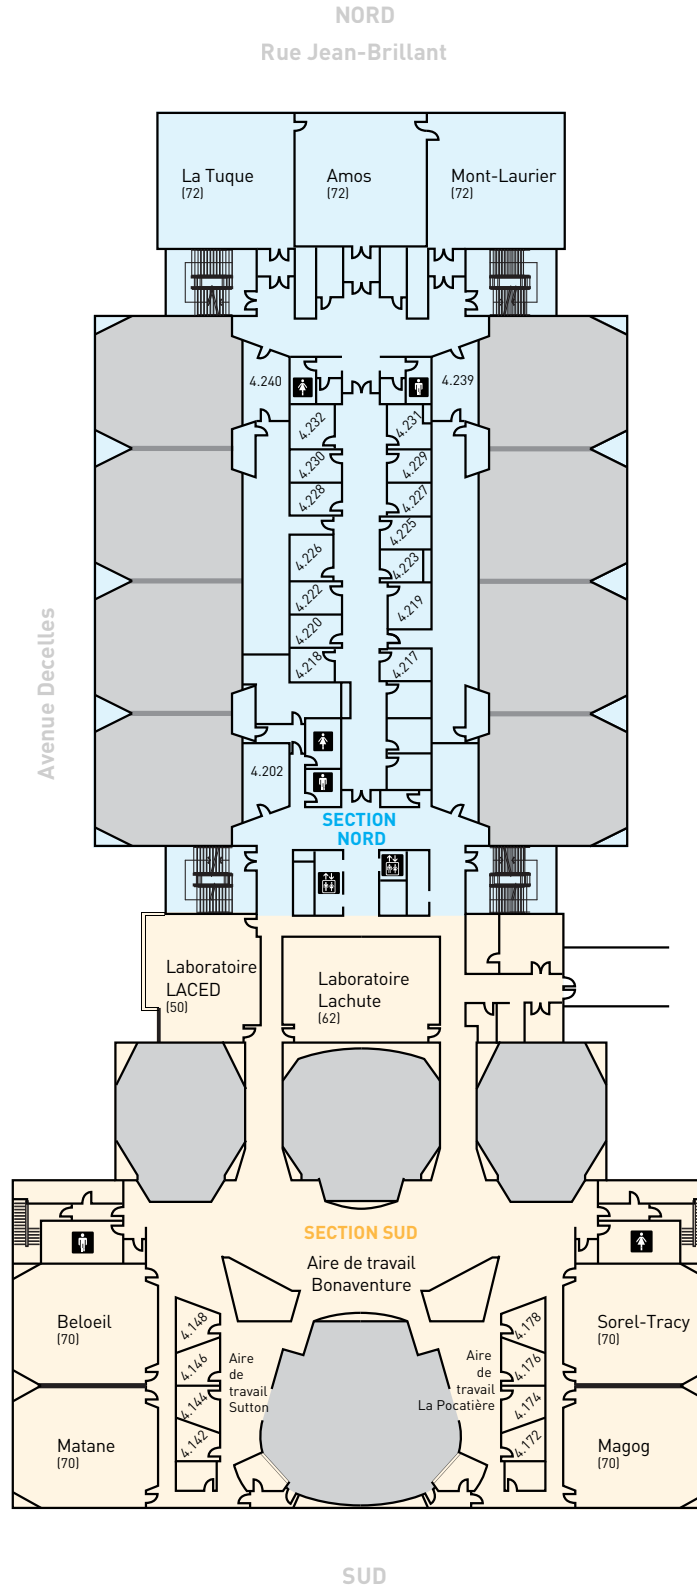 NORD
Rue Jean-Brillant
La Tuque
(72)
Amos
(72)
Mont-Laurier
(72)
4.240
4.239
4.232
4.231
4.230
4.229
4.228
4.227
4.225
4.226
4.223
4.222
4.219
4.220
4.218
4.217
Avenue Decelles
4.202
SECTION
NORD
Laboratoire
LACED
(50)
Laboratoire
Lachute
(62)
SECTION SUD
Aire de travail
Bonaventure
Beloeil
(70)
Sorel-Tracy
(70)
4.148
4.146
4.144
4.142
Aire
de
travail
Sutton
Aire
de
travail
La Pocatière
4.178
4.176
4.174
4.172
Matane
(70)
Magog
(70)
SUD